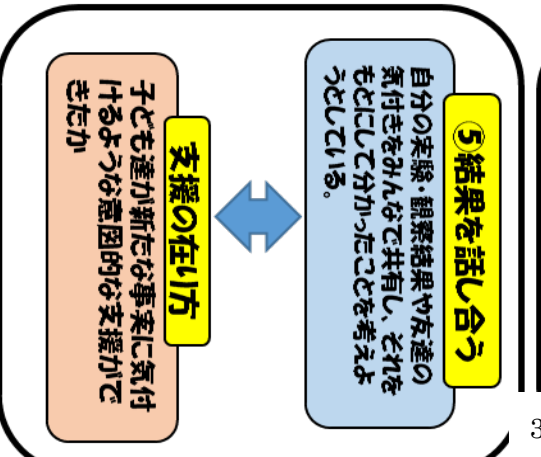 ⑤結果を話し合う
自分の実験・観察結果や友達の
気付きをみんなで共有し、それを
もとにして分かったことを考えよ
うとしている。
支援の在り方
子ども達が新たな事実に気付
けるような意図的な支援がで
きたか
3